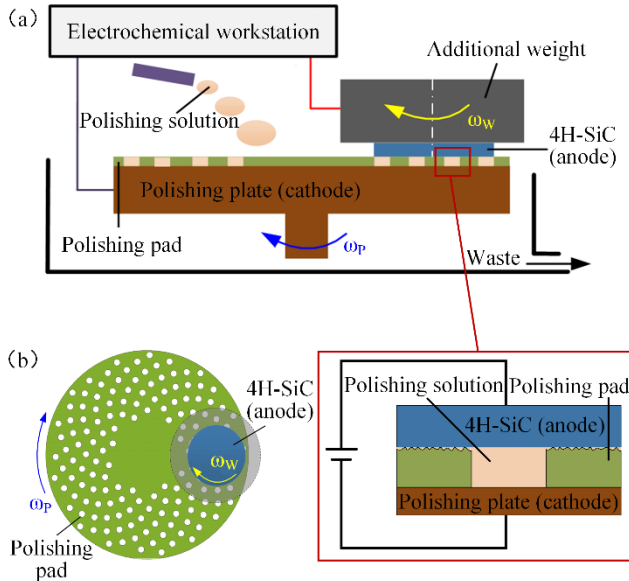 (a)
Electrochemical workstation
Additional weight
Polishing solution
ωW
4H-SiC
(anode)
Polishing plate (cathode)
Polishing pad
ωP
Waste
(b)
4H-SiC
(anode)
ωW
ωP
Polishing
pad
Polishing solution Polishing pad
4H-SiC (anode)
Polishing plate (cathode)